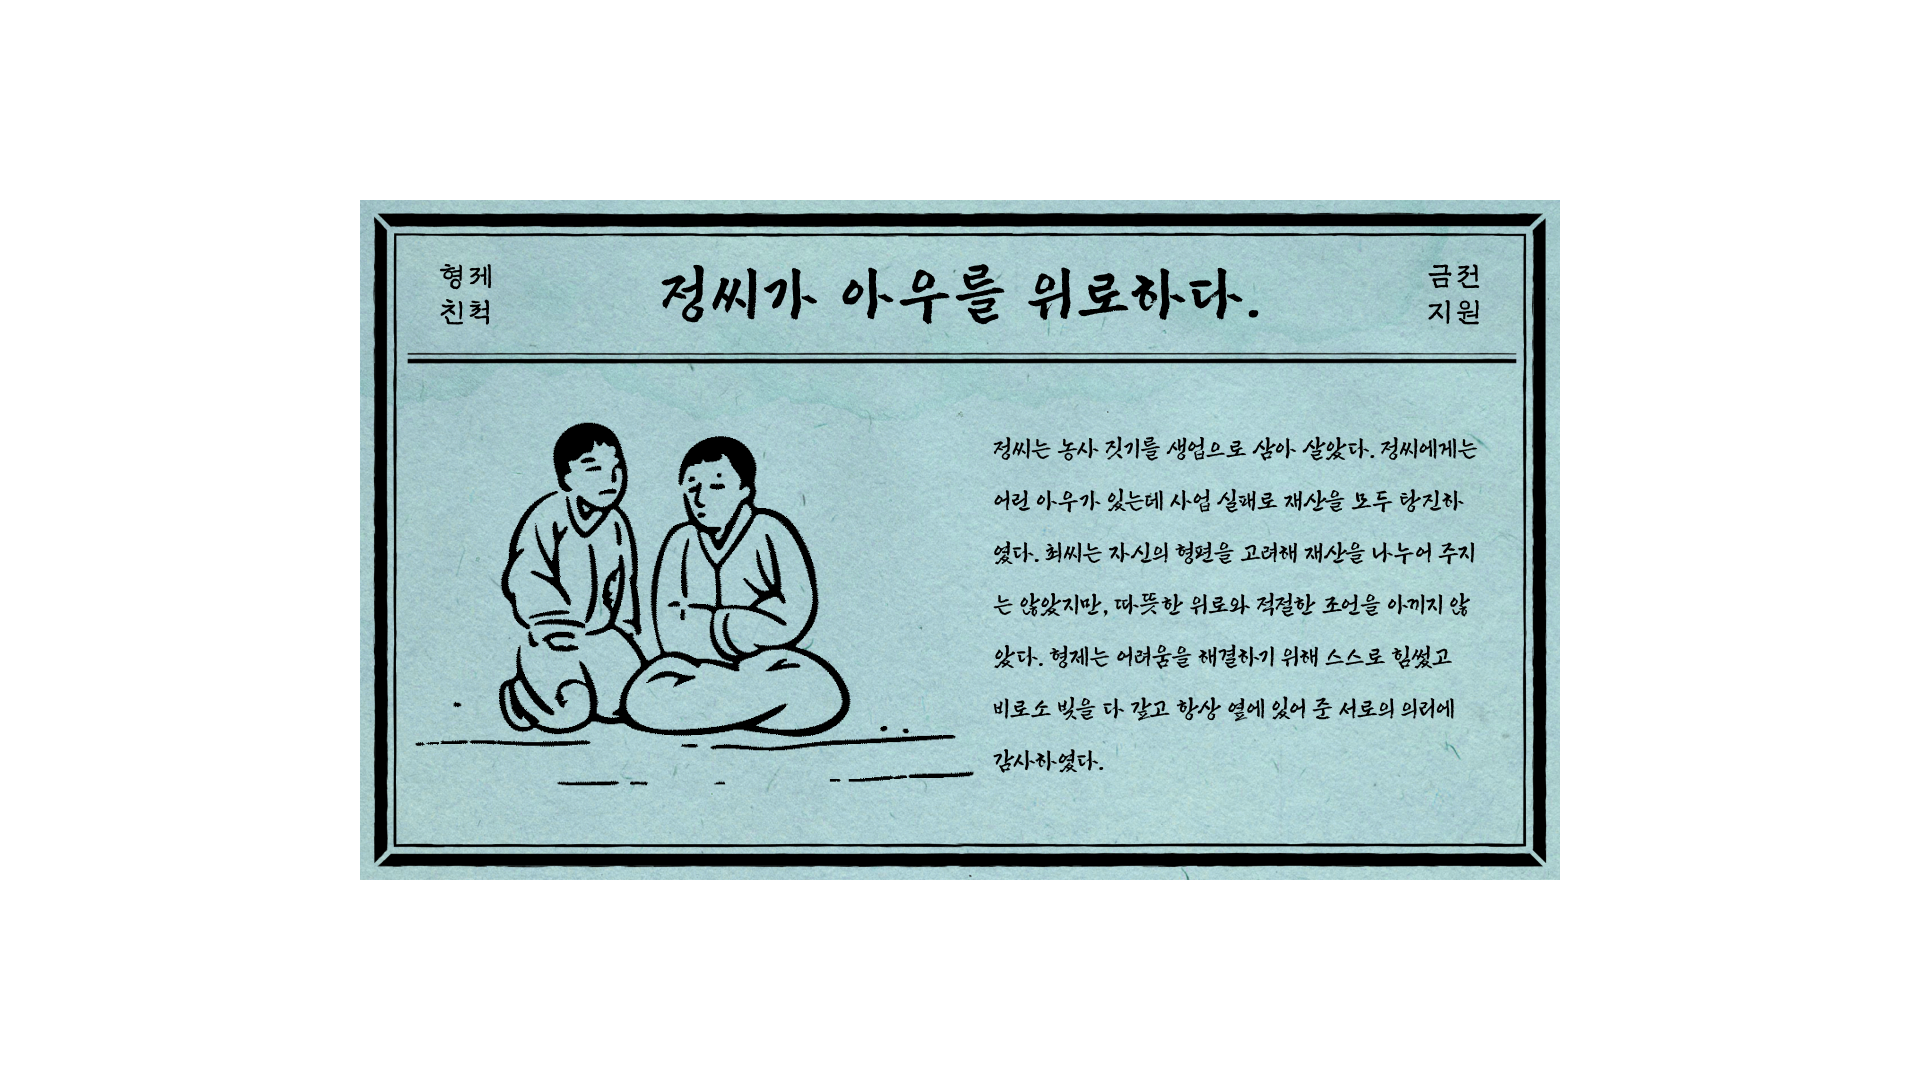 형제
친척
정씨가 아우를 위로하다.
금전
지원
정씨는 농사 짓기를 생업으로 삼아 살았다. 정씨에게는
어린 아우가 있는데 사업 실패로 재산을 모두 탕진하
였다. 최씨는 자신의 형편을 고려해 재산을 나누어 주지
는 않았지만, 따뜻한 위로와 적절한 조언을 아끼지 않
았다. 형제는 어려움을 해결하기 위해 스스로 힘썼고
비로소 빚을 다 갚고 항상 옆에 있어 준 서로의 의리에
감사하였다.